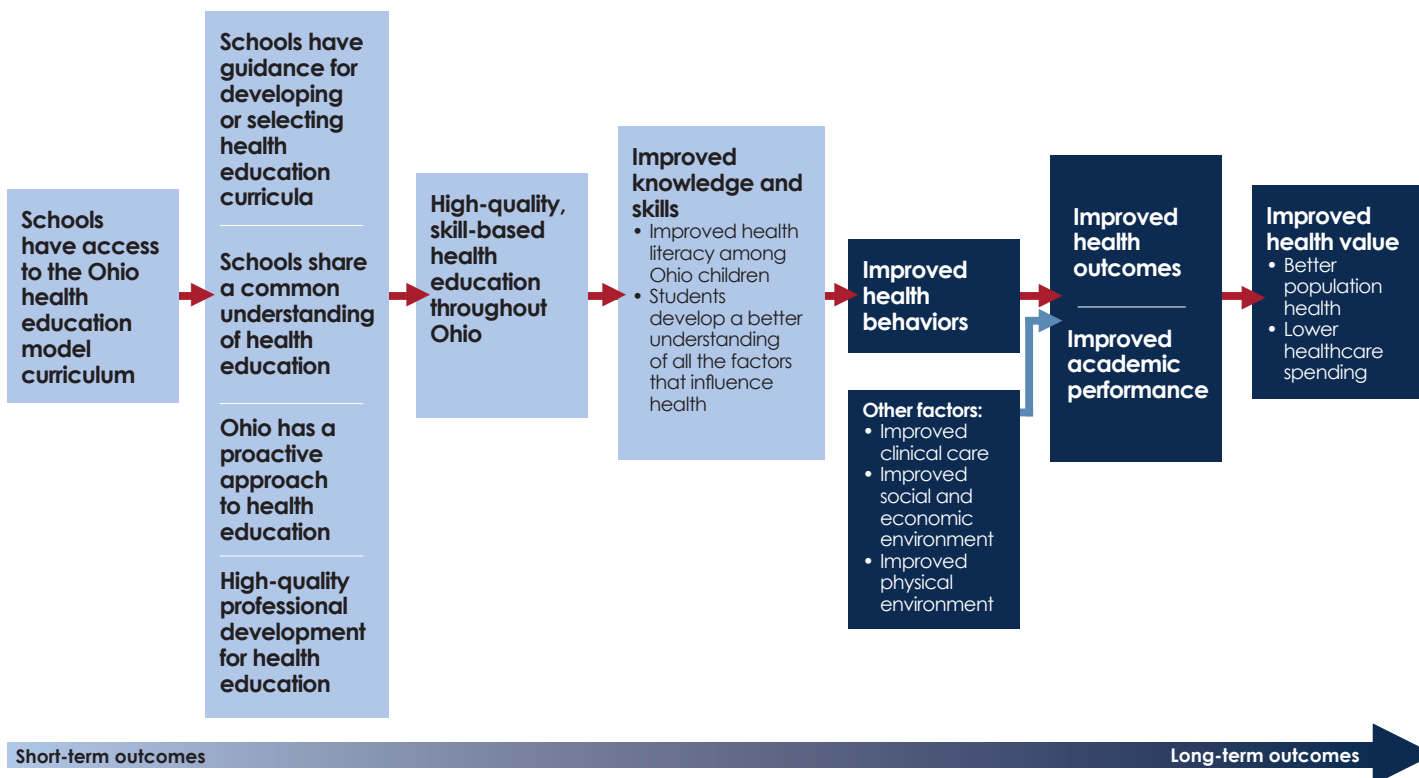 Schools
have access
to the Ohio
health
education
model
curriculum
Schools have
guidance for
developing
or selecting
health
education
curricula
Schools share
a common
understanding
of health
education
Ohio has a
proactive
approach
to health
education
High-quality
professional
development
for health
education
High-quality,
skill-based
health
education
throughout
Ohio
Improved
knowledge and
skills
• Improved health
literacy among
Ohio children
• Students
develop a better
understanding
of all the factors
that influence
health
Improved
health
behaviors
Other factors:
• Improved
clinical care
• Improved
social and
economic
environment
• Improved
physical
environment
Improved
health
outcomes
Improved
academic
performance
Improved
health value
• Better
population
health
• Lower
healthcare
spending
Short-term outcomes
Long-term outcomes